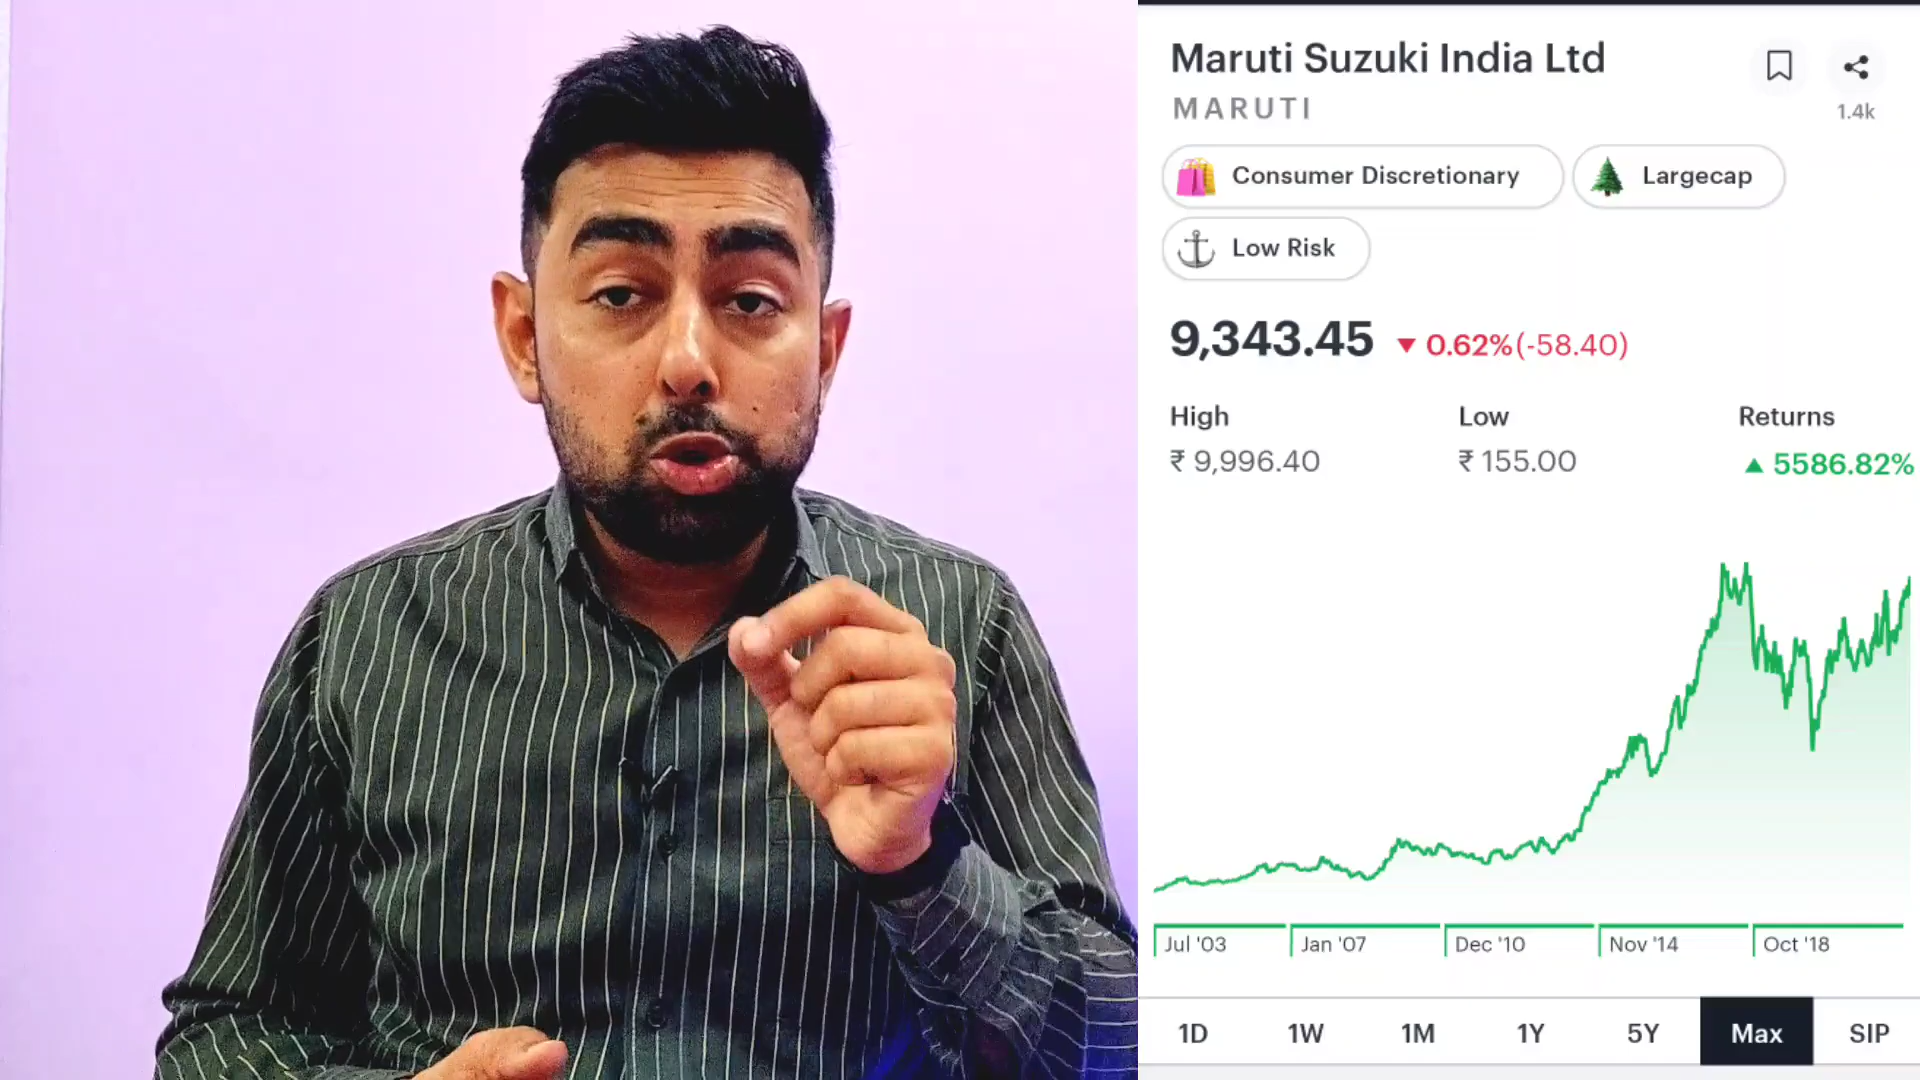 Maruti Suzuki India Ltd
MARUTI
1.4k
Consumer Discretionary
Largecap
Low Risk
9,343.45 ▼ 0.62%(-58.40)
High Low Returns
₹ 9,996.40 ₹ 155.00 ▲ 5586.82%
Jul '03 Jan '07 Dec '10 Nov '14 Oct '18
1D 1W 1M 1Y 5Y Max SIP